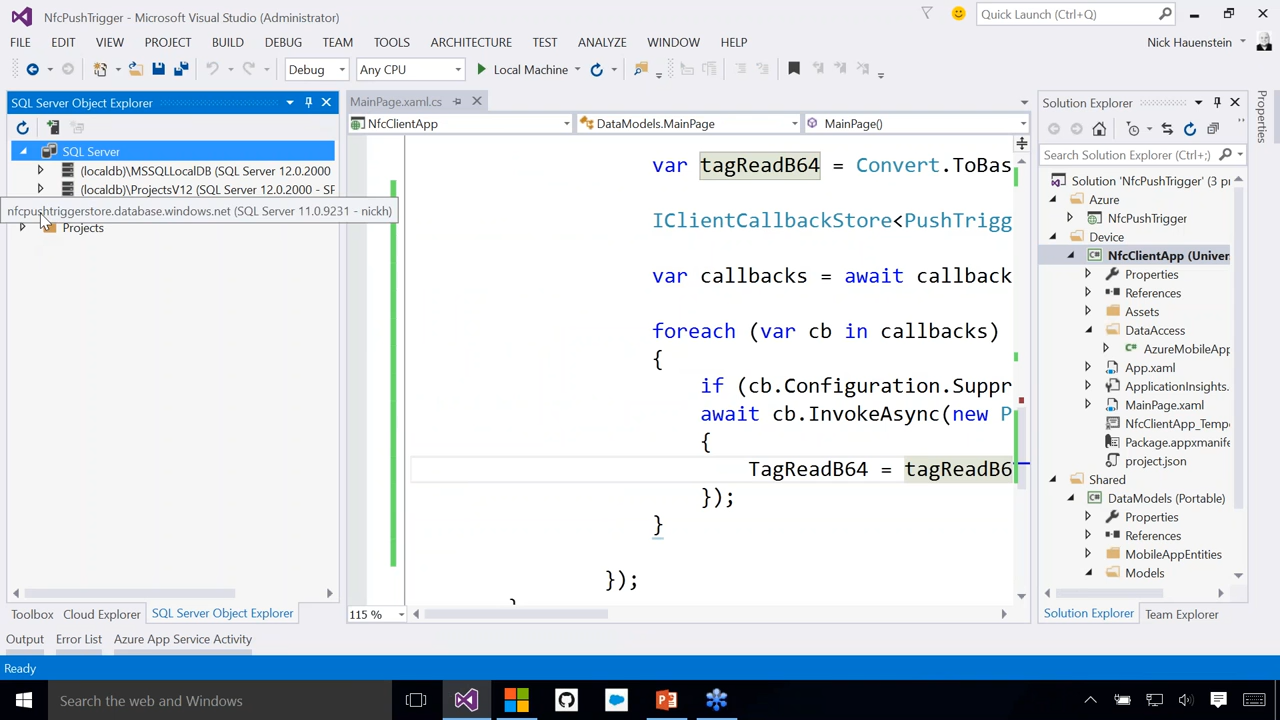 NfcPushTrigger - Microsoft Visual Studio (Administrator)
Quick Launch (Ctrl+Q)
FILE EDIT VIEW PROJECT BUILD DEBUG TEAM TOOLS ARCHITECTURE TEST ANALYZE WINDOW HELP
Nick Hauenstein
Debug Any CPU Local Machine
SQL Server Object Explorer
SQL Server
(localdb)\MSSQLLocalDB (SQL Server 12.0.2000
(localdb)\ProjectsV12 (SQL Server 12.0.2000 - SF
nfcpushtriggerstore.database.windows.net (SQL Server 11.0.9231 - nickh)
Projects
Toolbox Cloud Explorer SQL Server Object Explorer
MainPage.xaml.cs
NfcClientApp DataModels.MainPage MainPage()
var tagReadB64 = Convert.ToBas
IClientCallbackStore<PushTrigg
var callbacks = await callback
foreach (var cb in callbacks)
{
if (cb.Configuration.Suppr
await cb.InvokeAsync(new P
{
TagReadB64 = tagReadB6
});
}
});
115 %
Solution Explorer
Search Solution Explorer (Ctrl+;)
Solution 'NfcPushTrigger' (3 pr
Azure
NfcPushTrigger
Device
NfcClientApp (Univer
Properties
References
Assets
DataAccess
AzureMobileApp
App.xaml
ApplicationInsights.
MainPage.xaml
NfcClientApp_Tempo
Package.appxmanife
project.json
Shared
DataModels (Portable)
Properties
References
MobileAppEntities
Models
Solution Explorer Team Explorer
Properties
Output Error List Azure App Service Activity
Ready
Search the web and Windows